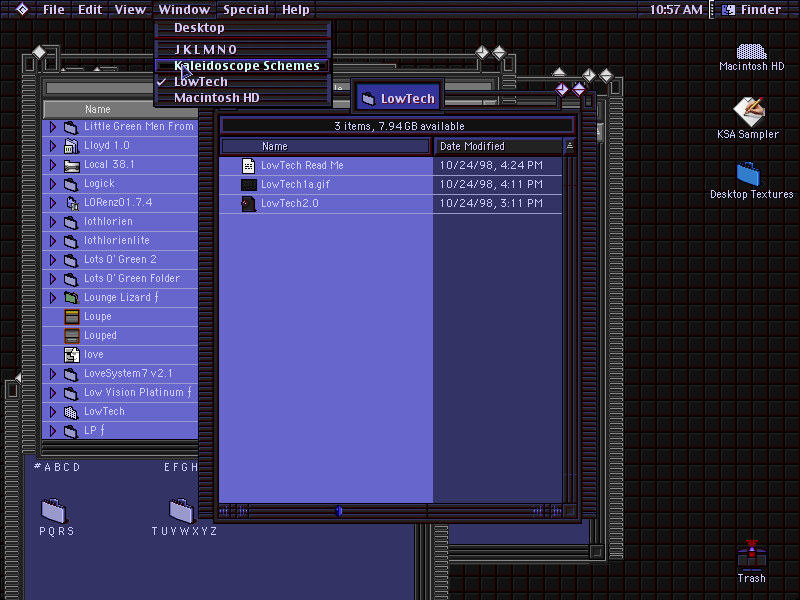 File Edit View Window Special Help 10:57 AM Finder
Desktop
J K L M N O
Kaleidoscope Schemes
✓ LowTech
Macintosh HD
LowTech
3 items, 7.94 GB available
Name Date Modified
LowTech Read Me 10/24/98, 4:24 PM
LowTech1a.gif 10/24/98, 4:11 PM
LowTech2.0 10/24/98, 3:11 PM
Name
Little Green Men From
Lloyd 1.0
Local 38.1
Logick
LORenz01.7.4
lothlorien
lothlorienlite
Lots O' Green 2
Lots O' Green Folder
Lounge Lizard ƒ
Loupe
Louped
love
LoveSystem7 v2.1
Low Vision Platinum ƒ
LowTech
LP ƒ
#ABCD EFGH
PQRS TUVWXYZ
Macintosh HD
KSA Sampler
Desktop Textures
Trash